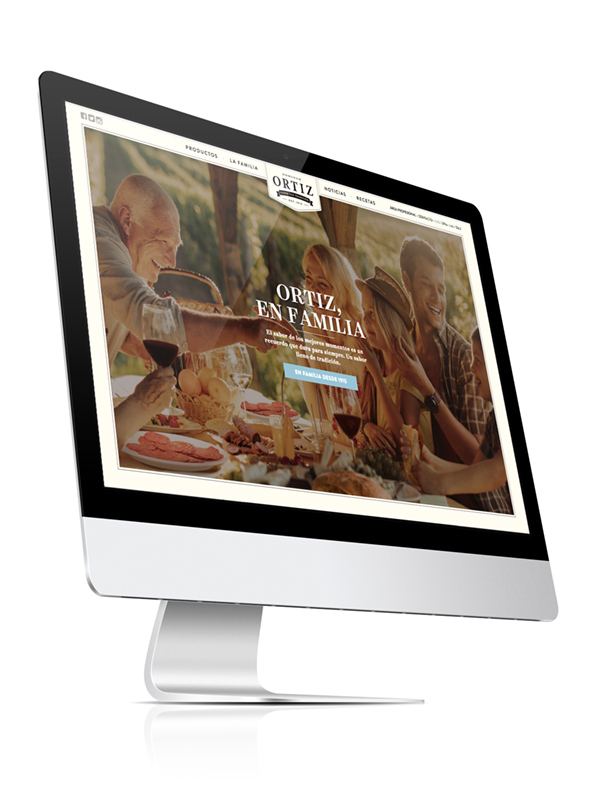 PRODUCTOS
LA FAMILIA
ORTIZ
NOTICIAS
RECETAS
ORTIZ,
EN FAMILIA
El sabor de los mejores momentos es un
recuerdo que dura para siempre. Un sabor
lleno de tradición.
EN FAMILIA DESDE 1915